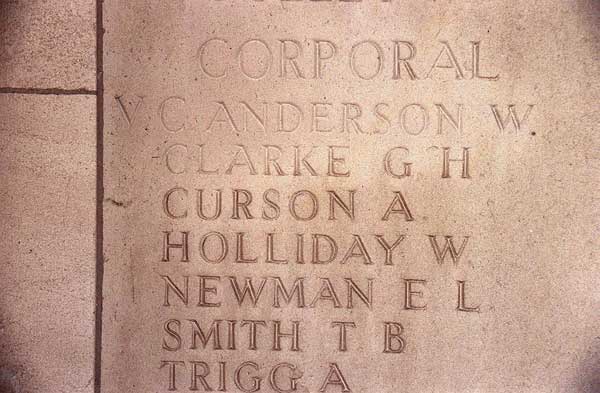 CORPORAL
V.C. ANDERSON W
CLARKE G. H.
CURSON A.
HOLLIDAY W.
NEWMAN E L
SMITH T B
TRIGG A